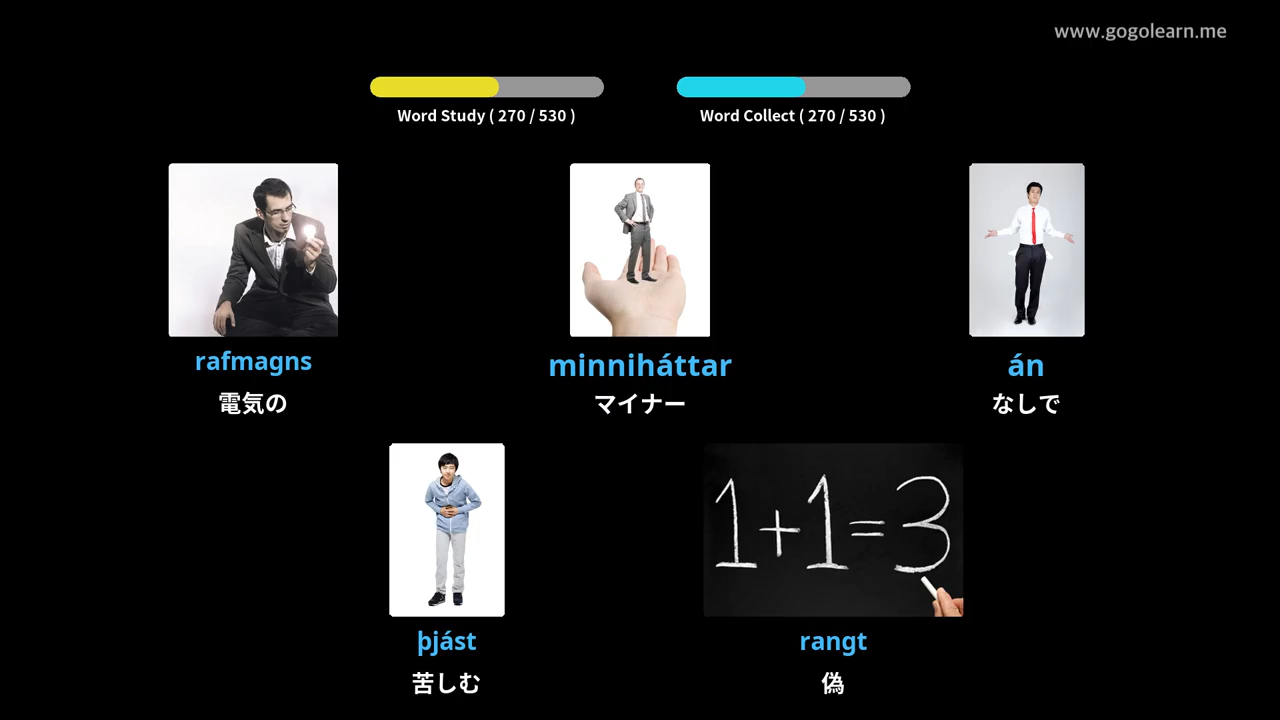 www.gogolearn.me
Word Study ( 270 / 530 )
Word Collect ( 270 / 530 )
rafmagns
電気の
minniháttar
マイナー
án
なしで
1+1=3
þjást
苦しむ
rangt
偽